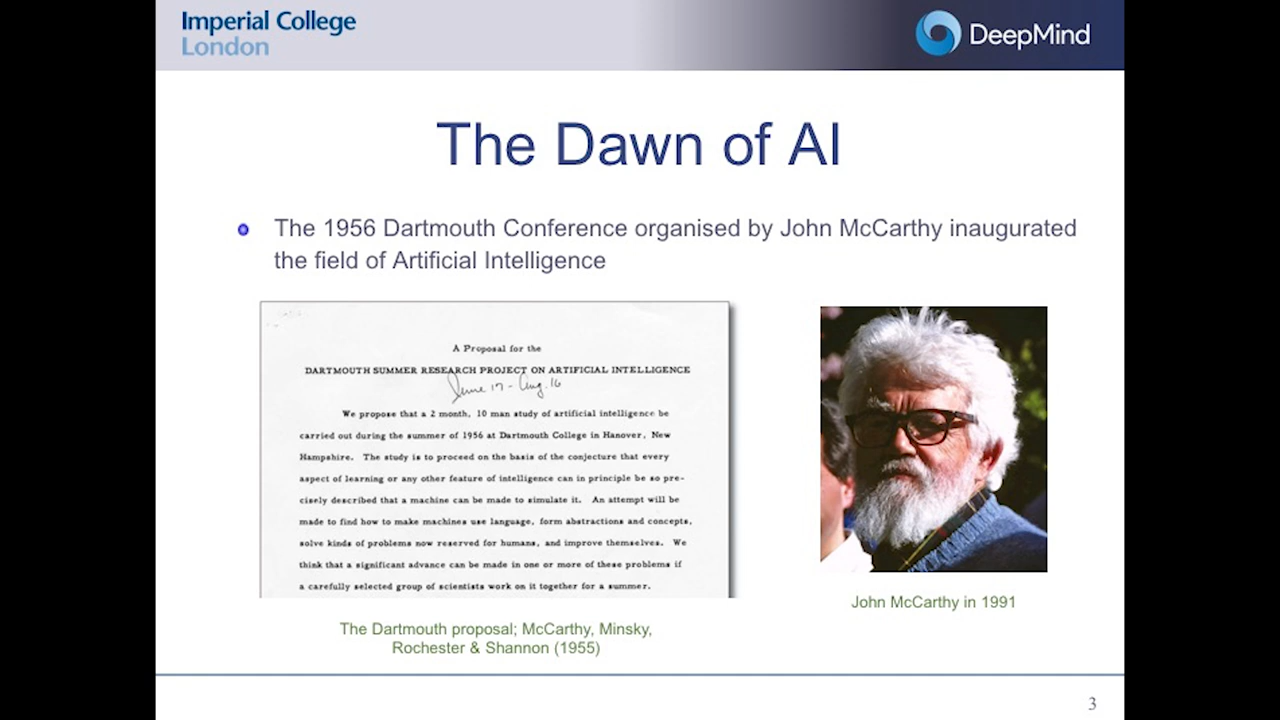 Imperial College
London
DeepMind
The Dawn of AI
The 1956 Dartmouth Conference organised by John McCarthy inaugurated
the field of Artificial Intelligence
A Proposal for the
DARTMOUTH SUMMER RESEARCH PROJECT ON ARTIFICIAL INTELLIGENCE
June 17 - Aug. 16
We propose that a 2 month, 10 man study of artificial intelligence be
carried out during the summer of 1956 at Dartmouth College in Hanover, New
Hampshire. The study is to proceed on the basis of the conjecture that every
aspect of learning or any other feature of intelligence can in principle be so pre-
cisely described that a machine can be made to simulate it. An attempt will be
made to find how to make machines use language, form abstractions and concepts,
solve kinds of problems now reserved for humans, and improve themselves. We
think that a significant advance can be made in one or more of these problems if
a carefully selected group of scientists work on it together for a summer.
The Dartmouth proposal; McCarthy, Minsky,
Rochester & Shannon (1955)
John McCarthy in 1991
3